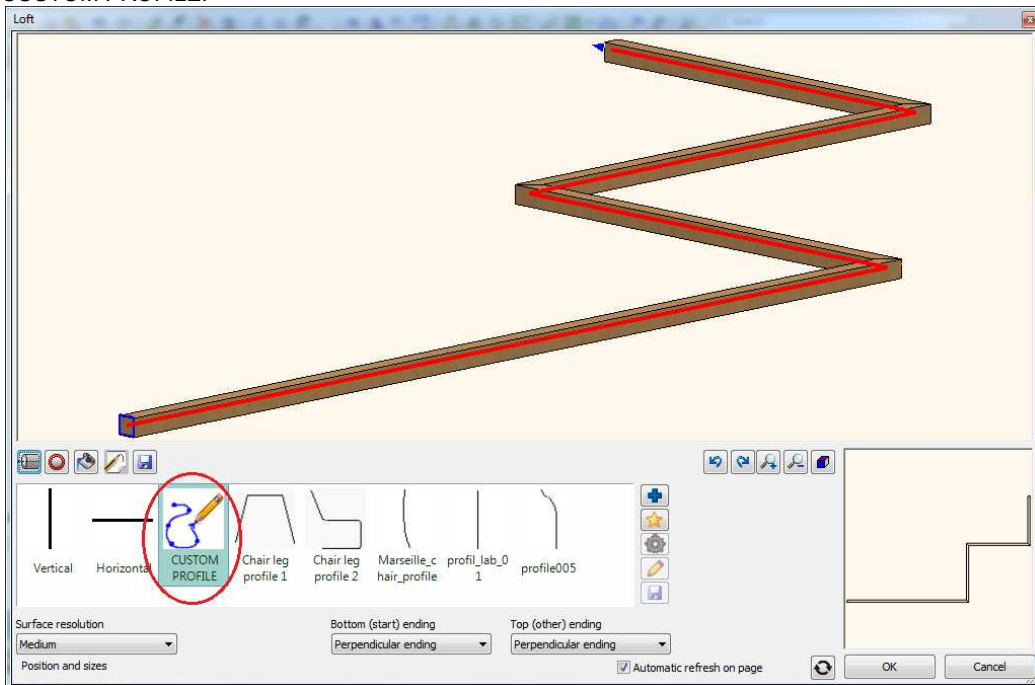 CUSTOM PROFILE.
Loft
Vertical
Horizontal
CUSTOM
PROFILE
Chair leg
profile 1
Chair leg
profile 2
Marseille_c
hair_profile
profil_lab_0
1
profile005
Surface resolution
Bottom (start) ending
Top (other) ending
Medium
Perpendicular ending
Perpendicular ending
Position and sizes
Automatic refresh on page
OK
Cancel